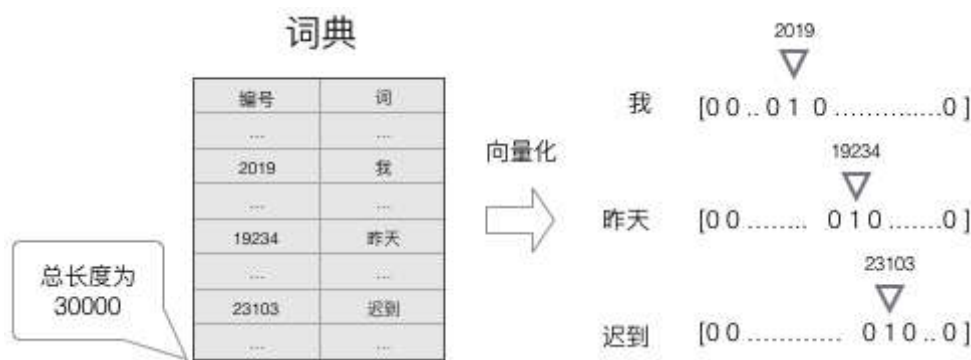 词典
编号 词
... ...
2019 我
... ...
19234 昨天
... ...
23103 迟到
... ...
总长度为
30000
向量化
2019
我 [0 0 .. 0 1 0 ..............0 ]
19234
昨天 [0 0 ........ 0 1 0 .......0 ]
23103
迟到 [0 0 ............ 0 1 0 ..0 ]